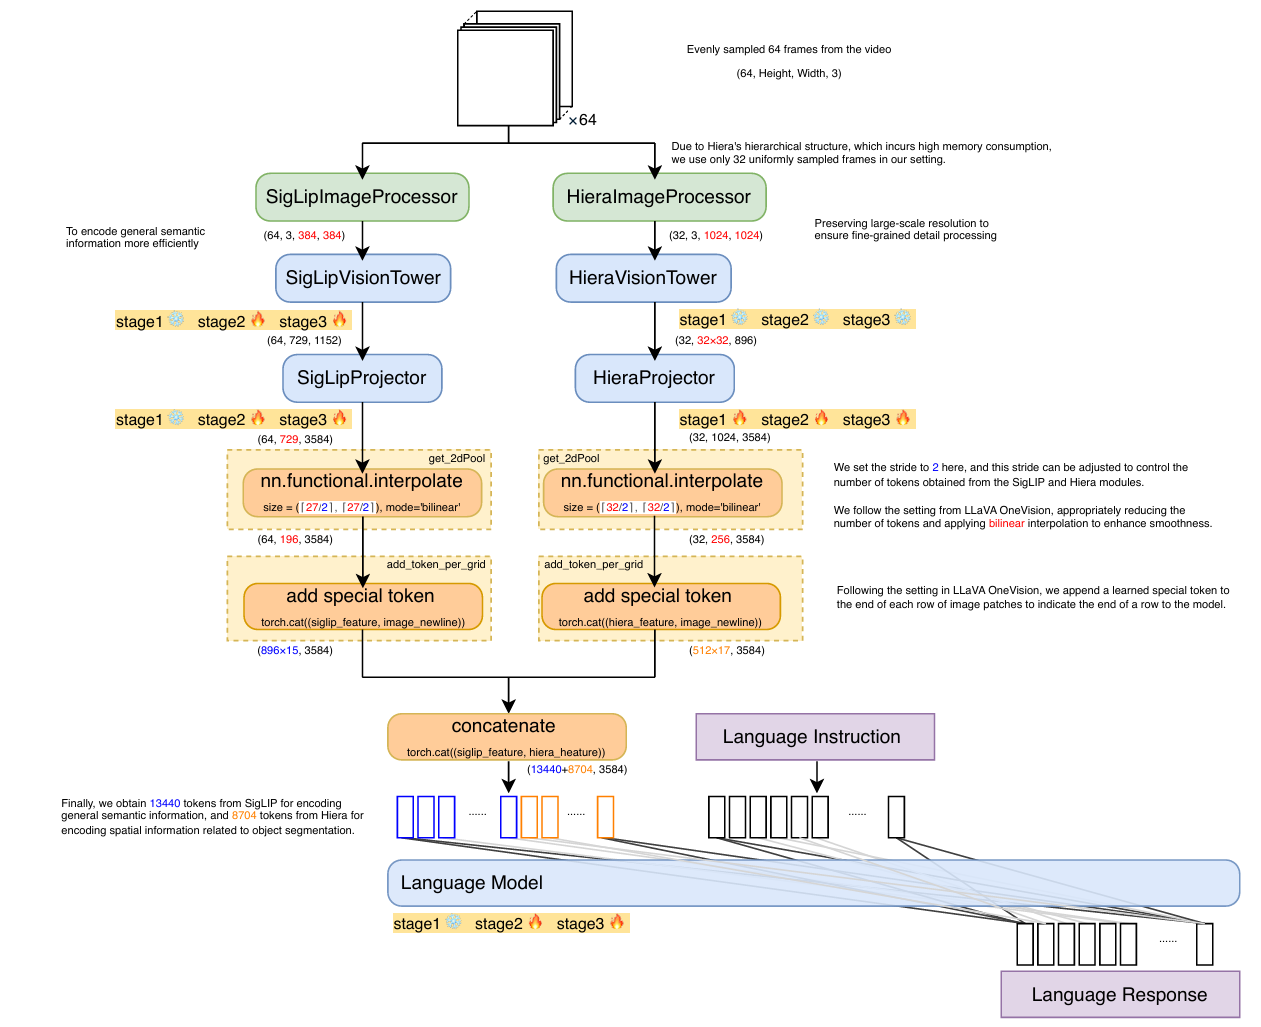 Evenly sampled 64 frames from the video
(64, Height, Width, 3)
×64
Due to Hiera's hierarchical structure, which incurs high memory consumption,
we use only 32 uniformly sampled frames in our setting.
SigLipImageProcessor
HieraImageProcessor
To encode general semantic
information more efficiently
(64, 3, 384, 384)
(32, 3, 1024, 1024)
Preserving large-scale resolution to
ensure fine-grained detail processing
SigLipVisionTower
HieraVisionTower
stage1 stage2 stage3
stage1 stage2 stage3
(64, 729, 1152)
(32, 32×32, 896)
SigLipProjector
HieraProjector
stage1 stage2 stage3
stage1 stage2 stage3
(64, 729, 3584)
(32, 1024, 3584)
get_2dPool
get_2dPool
nn.functional.interpolate
size = (⌈27/2⌉, ⌈27/2⌉), mode='bilinear'
nn.functional.interpolate
size = (⌈32/2⌉, ⌈32/2⌉), mode='bilinear'
We set the stride to 2 here, and this stride can be adjusted to control the
number of tokens obtained from the SigLIP and Hiera modules.
We follow the setting from LLaVA OneVision, appropriately reducing the
number of tokens and applying bilinear interpolation to enhance smoothness.
(64, 196, 3584)
(32, 256, 3584)
add_token_per_grid
add_token_per_grid
add special token
torch.cat((siglip_feature, image_newline))
add special token
torch.cat((hiera_feature, image_newline))
Following the setting in LLaVA OneVision, we append a learned special token to
the end of each row of image patches to indicate the end of a row to the model.
(896×15, 3584)
(512×17, 3584)
concatenate
torch.cat((siglip_feature, hiera_heature))
(13440+8704, 3584)
Language Instruction
Finally, we obtain 13440 tokens from SigLIP for encoding
general semantic information, and 8704 tokens from Hiera for
encoding spatial information related to object segmentation.
......
......
......
Language Model
stage1 stage2 stage3
......
Language Response